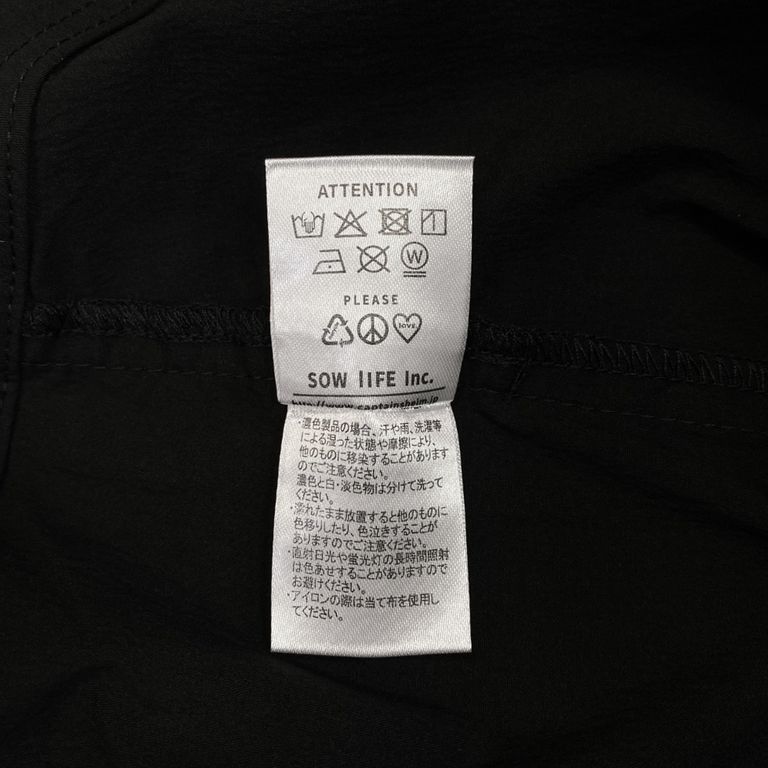 ATTENTION
W
PLEASE
love.
SOW lIFE Inc.
http://www.captainshelm.jp
・濃色製品の場合、汗や雨、洗濯等
による湿った状態や摩擦により、
他のものに移染することがあります
のでご注意ください。
濃色と白・淡色物は分けて洗って
ください。
・濡れたまま放置すると他のものに
色移りしたり、色泣きすることが
ありますのでご注意ください。
・直射日光や蛍光灯の長時間照射
は色あせすることがありますので
お避けください。
・アイロンの際は当て布を使用し
てください。